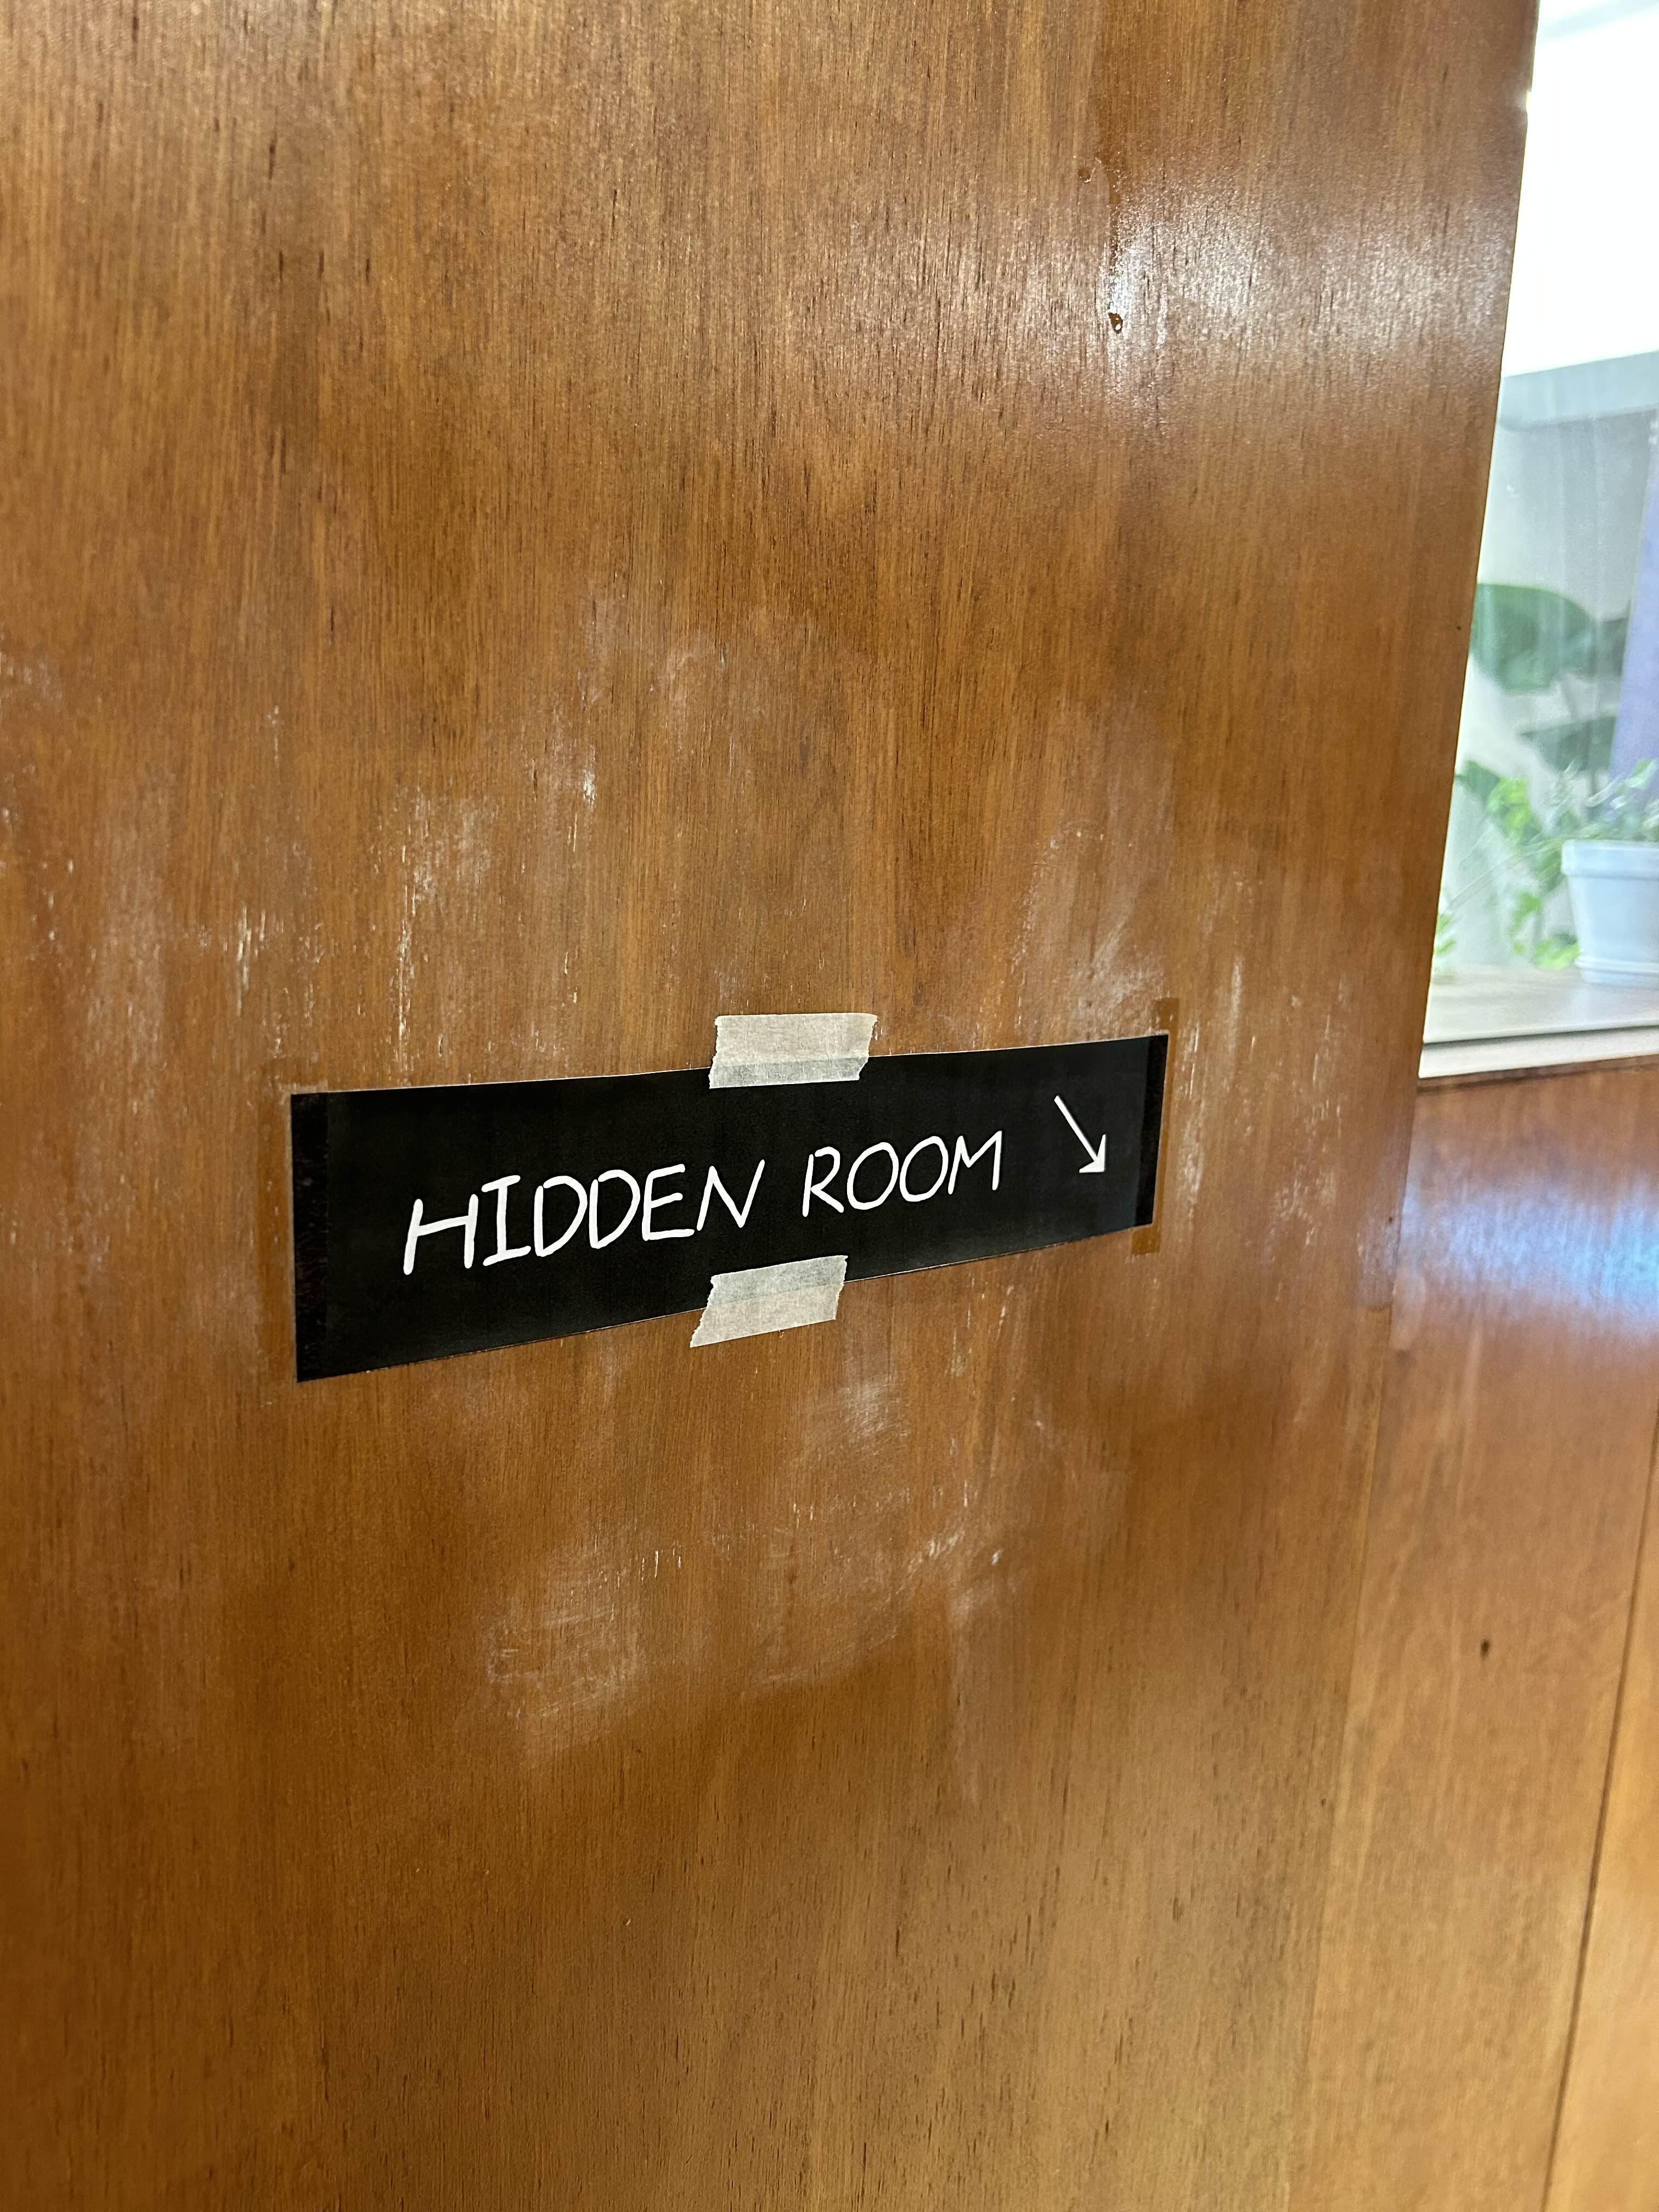 HIDDEN ROOM ↘